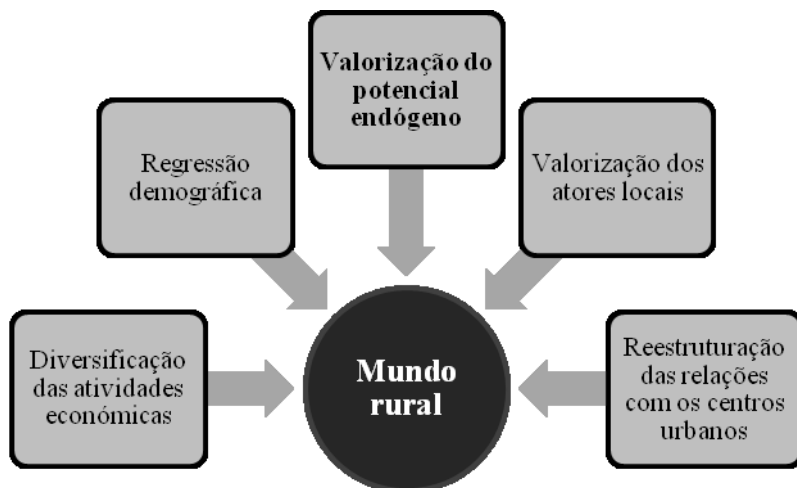 Valorização do
potencial
endógeno
Regressão
demográfica
Valorização dos
atores locais
Diversificação
das atividades
económicas
Mundo
rural
Reestruturação
das relações
com os centros
urbanos